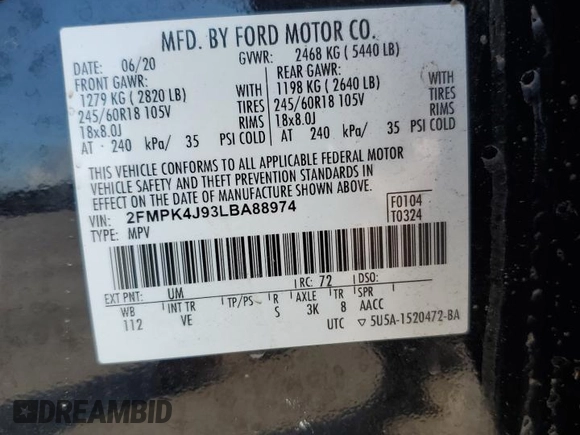 MFD. BY FORD MOTOR CO.
DATE: 06/20 GVWR: 2468 KG ( 5440 LB)
FRONT GAWR: REAR GAWR:
1279 KG ( 2820 LB) WITH 1198 KG ( 2640 LB) WITH
245/60R18 105V TIRES 245/60R18 105V TIRES
18x8.0J RIMS 18x8.0J RIMS
AT 240 kPa/ 35 PSI COLD AT 240 kPa/ 35 PSI COLD
THIS VEHICLE CONFORMS TO ALL APPLICABLE FEDERAL MOTOR
VEHICLE SAFETY AND THEFT PREVENTION STANDARDS IN
EFFECT ON THE DATE OF MANUFACTURE SHOWN ABOVE.
VIN: 2FMPK4J93LBA88974 F0104
TYPE: MPV T0324
EXT PNT: UM RC: 72 DSO:
WB INT TR TP/PS R AXLE TR SPR
112 VE S 3K 8 AACC
UTC ▽ 5U5A-1520472-BA
DREAMBID